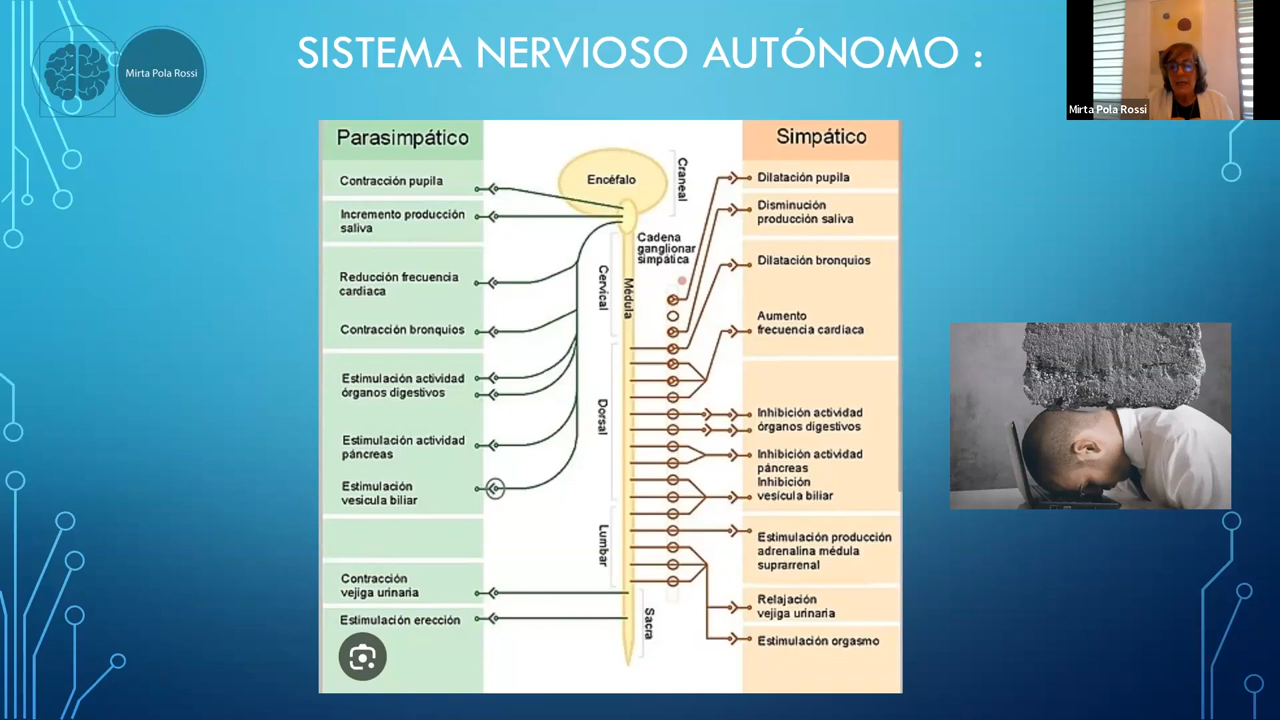 SISTEMA NERVIOSO AUTÓNOMO :
Mirta Pola Rossi
Mirta Pola Rossi
Parasimpático
Contracción pupila
Incremento producción
saliva
Reducción frecuencia
cardiaca
Contracción bronquios
Estimulación actividad
órganos digestivos
Estimulación actividad
páncreas
Estimulación
vesícula biliar
Contracción
vejiga urinaria
Estimulación erección
Encéfalo
Craneal
Cadena
ganglionar
simpática
Cervical
Médula
Dorsal
Lumbar
Sacra
Simpático
Dilatación pupila
Disminución
producción saliva
Dilatación bronquios
Aumento
frecuencia cardiaca
Inhibición actividad
órganos digestivos
Inhibición actividad
páncreas
Inhibición
vesícula biliar
Estimulación producción
adrenalina médula
suprarrenal
Relajación
vejiga urinaria
Estimulación orgasmo